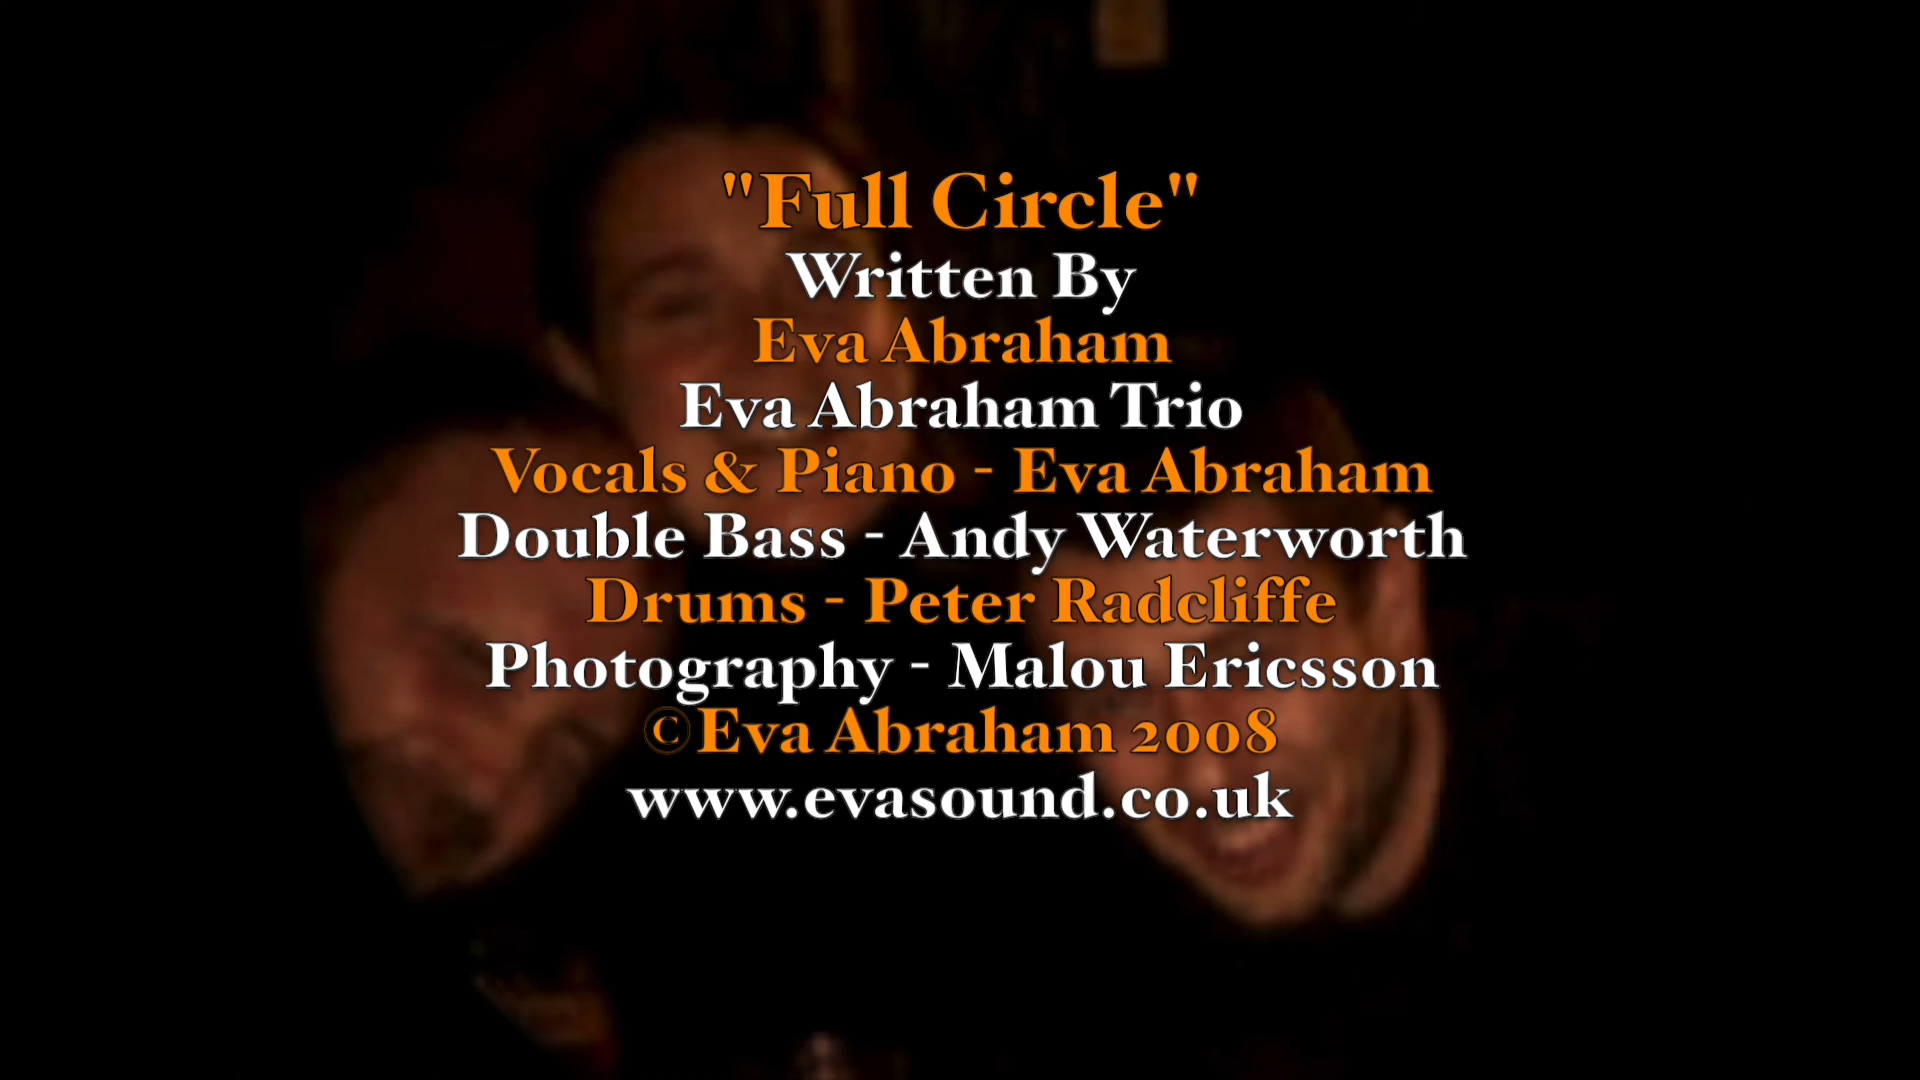 "Full Circle"
Written By
Eva Abraham
Eva Abraham Trio
Vocals & Piano - Eva Abraham
Double Bass - Andy Waterworth
Drums - Peter Radcliffe
Photography - Malou Ericsson
©Eva Abraham 2008
www.evasound.co.uk